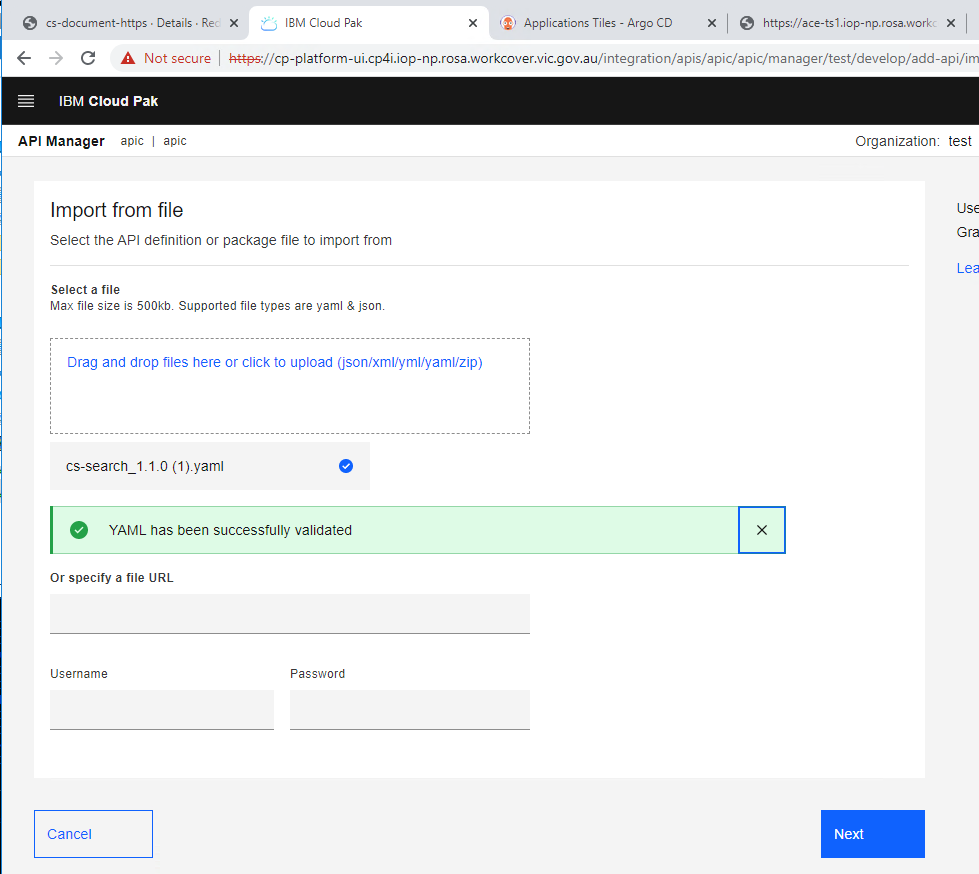 cs-document-https · Details · Red
IBM Cloud Pak
Applications Tiles - Argo CD
https://ace-ts1.iop-np.rosa.workc
Not secure
https://cp-platform-ui.cp4i.iop-np.rosa.workcover.vic.gov.au/integration/apis/apic/apic/manager/test/develop/add-api/im
IBM Cloud Pak
API Manager apic | apic
Organization: test
Import from file
Select the API definition or package file to import from
Use
Gra
Lea
Select a file
Max file size is 500kb. Supported file types are yaml & json.
Drag and drop files here or click to upload (json/xml/yml/yaml/zip)
cs-search_1.1.0 (1).yaml
YAML has been successfully validated
Or specify a file URL
Username Password
Cancel
Next